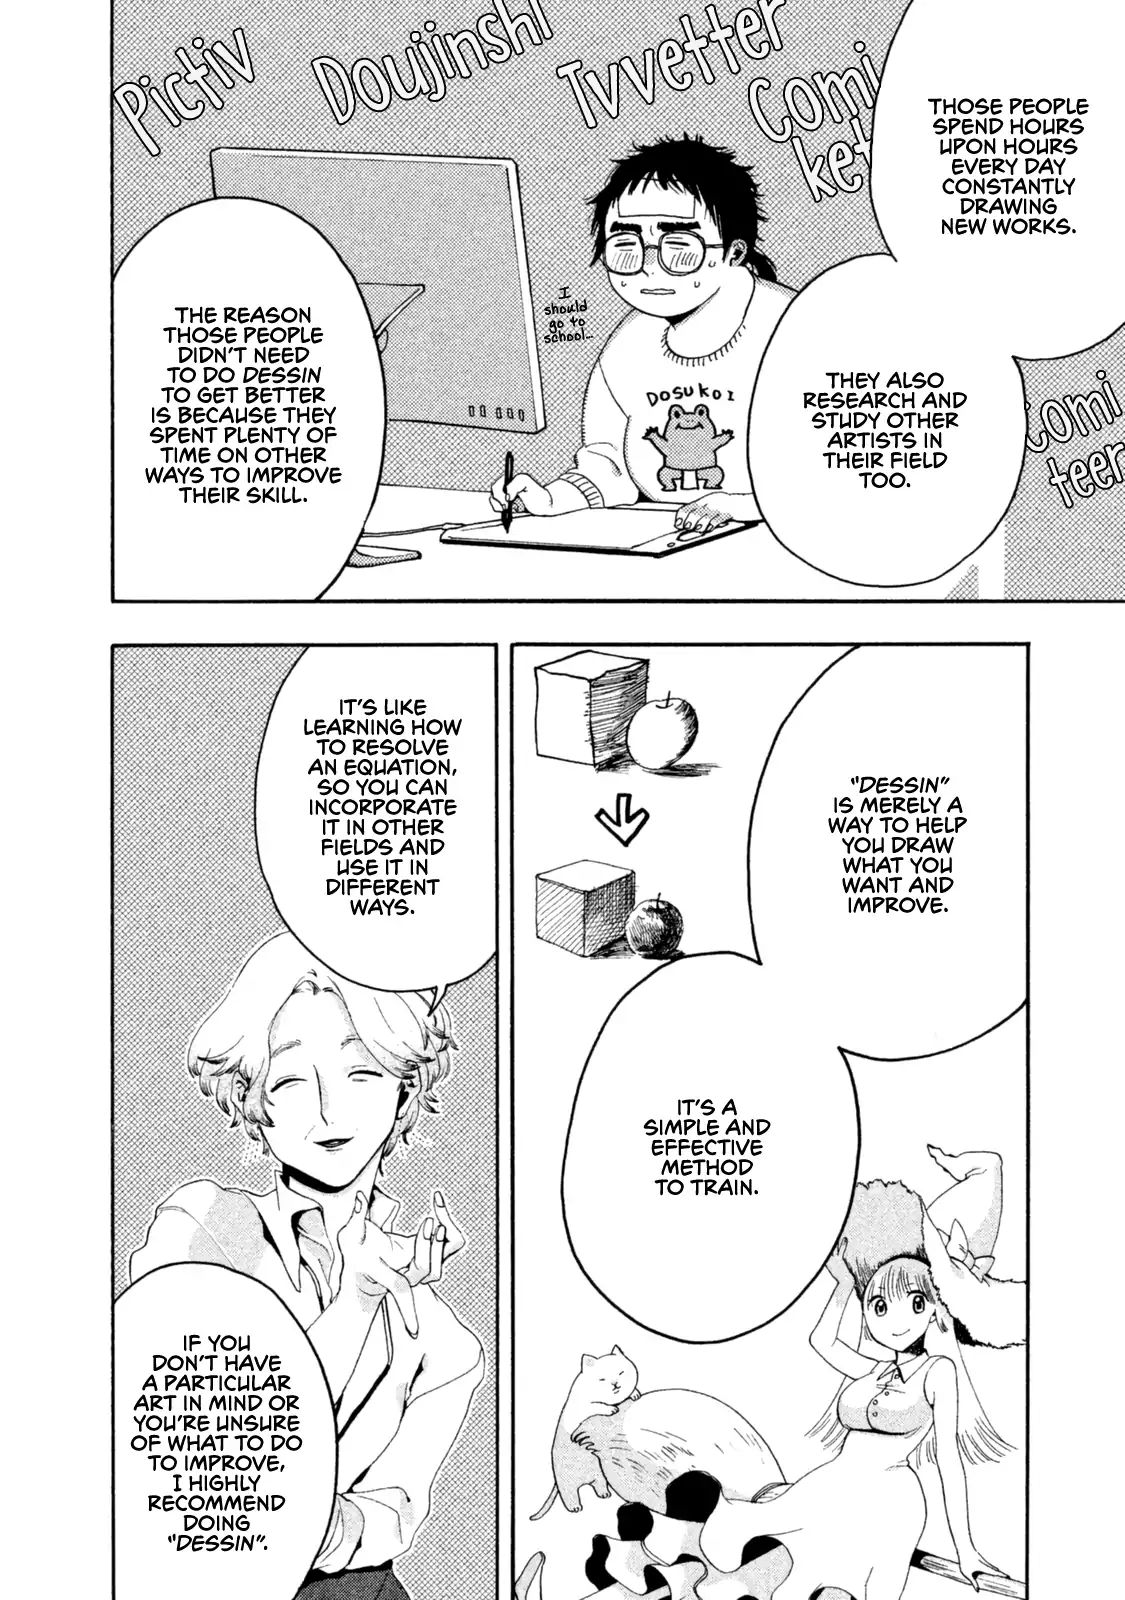 THOSE PEOPLE
SPEND HOURS
UPON HOURS
EVERY DAY
CONSTANTLY
DRAWING
NEW WORKS.
THEY ALSO
RESEARCH AND
STUDY OTHER
ARTISTS IN
THEIR FIELD
TOO.
Comi
ket
Tvvetter
Doujinshi
Pictiv
Comi
teer
I
should
go to
school...
DOSUKOI
THE REASON
THOSE PEOPLE
DIDN'T NEED
TO DO DESSIN
TO GET BETTER
IS BECAUSE THEY
SPENT PLENTY OF
TIME ON OTHER
WAYS TO IMPROVE
THEIR SKILL.
"DESSIN"
IS MERELY A
WAY TO HELP
YOU DRAW
WHAT YOU
WANT AND
IMPROVE.
IT'S A
SIMPLE AND
EFFECTIVE
METHOD
TO TRAIN.
IT'S LIKE
LEARNING HOW
TO RESOLVE
AN EQUATION,
SO YOU CAN
INCORPORATE
IT IN OTHER
FIELDS AND
USE IT IN
DIFFERENT
WAYS.
IF YOU
DON'T HAVE
A PARTICULAR
ART IN MIND OR
YOU'RE UNSURE
OF WHAT TO DO
TO IMPROVE,
I HIGHLY
RECOMMEND
DOING
"DESSIN".